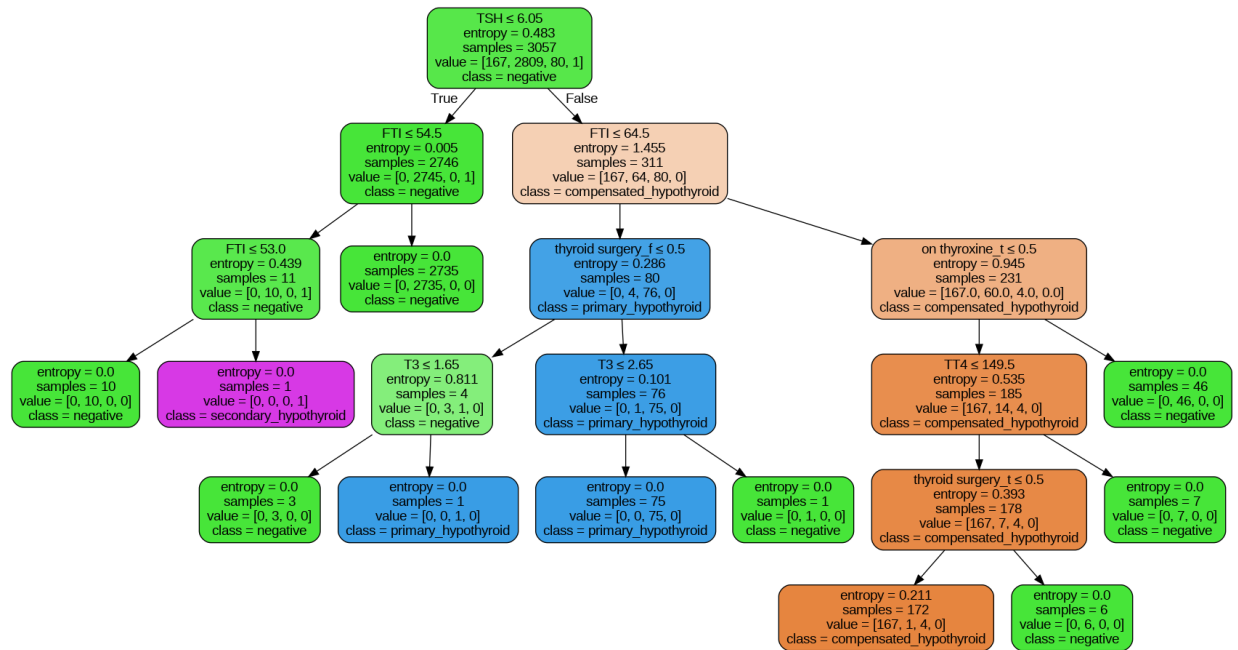 TSH ≤ 6.05
entropy = 0.483
samples = 3057
value = [167, 2809, 80, 1]
class = negative
True
False
FTI ≤ 54.5
entropy = 0.005
samples = 2746
value = [0, 2745, 0, 1]
class = negative
FTI ≤ 64.5
entropy = 1.455
samples = 311
value = [167, 64, 80, 0]
class = compensated_hypothyroid
FTI ≤ 53.0
entropy = 0.439
samples = 11
value = [0, 10, 0, 1]
class = negative
entropy = 0.0
samples = 2735
value = [0, 2735, 0, 0]
class = negative
thyroid surgery_f ≤ 0.5
entropy = 0.286
samples = 80
value = [0, 4, 76, 0]
class = primary_hypothyroid
on thyroxine_t ≤ 0.5
entropy = 0.945
samples = 231
value = [167.0, 60.0, 4.0, 0.0]
class = compensated_hypothyroid
entropy = 0.0
samples = 10
value = [0, 10, 0, 0]
class = negative
entropy = 0.0
samples = 1
value = [0, 0, 0, 1]
class = secondary_hypothyroid
T3 ≤ 1.65
entropy = 0.811
samples = 4
value = [0, 3, 1, 0]
class = negative
T3 ≤ 2.65
entropy = 0.101
samples = 76
value = [0, 1, 75, 0]
class = primary_hypothyroid
TT4 ≤ 149.5
entropy = 0.535
samples = 185
value = [167, 14, 4, 0]
class = compensated_hypothyroid
entropy = 0.0
samples = 46
value = [0, 46, 0, 0]
class = negative
entropy = 0.0
samples = 3
value = [0, 3, 0, 0]
class = negative
entropy = 0.0
samples = 1
value = [0, 0, 1, 0]
class = primary_hypothyroid
entropy = 0.0
samples = 75
value = [0, 0, 75, 0]
class = primary_hypothyroid
entropy = 0.0
samples = 1
value = [0, 1, 0, 0]
class = negative
thyroid surgery_t ≤ 0.5
entropy = 0.393
samples = 178
value = [167, 7, 4, 0]
class = compensated_hypothyroid
entropy = 0.0
samples = 7
value = [0, 7, 0, 0]
class = negative
entropy = 0.211
samples = 172
value = [167, 1, 4, 0]
class = compensated_hypothyroid
entropy = 0.0
samples = 6
value = [0, 6, 0, 0]
class = negative